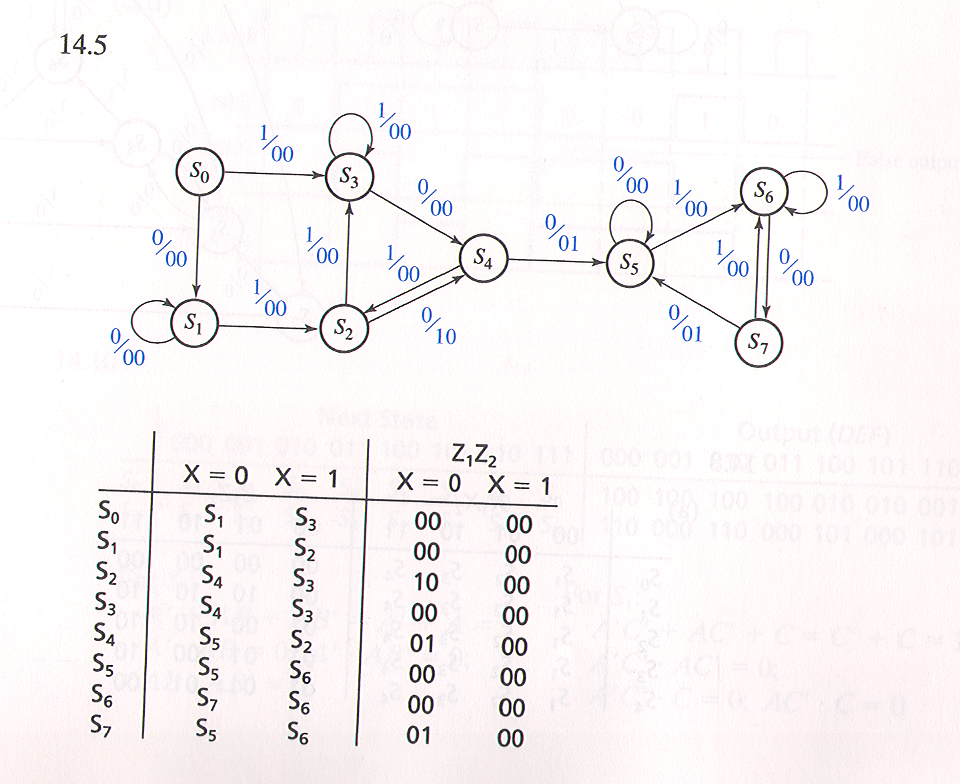 14.5
1/00
1/00
S0
S3
0/00
0/00
1/00
1/00
S4
0/01
0/00
1/00
S6
1/00
S5
1/00
0/00
1/00
S1
S2
0/10
0/01
S7
0/00
Z1Z2
X = 0 X = 1 X = 0 X = 1
S0 S1 S3 00 00
S1 S1 S2 00 00
S2 S4 S3 10 00
S3 S4 S3 00 00
S4 S5 S2 01 00
S5 S5 S6 00 00
S6 S7 S6 00 00
S7 S5 S6 01 00